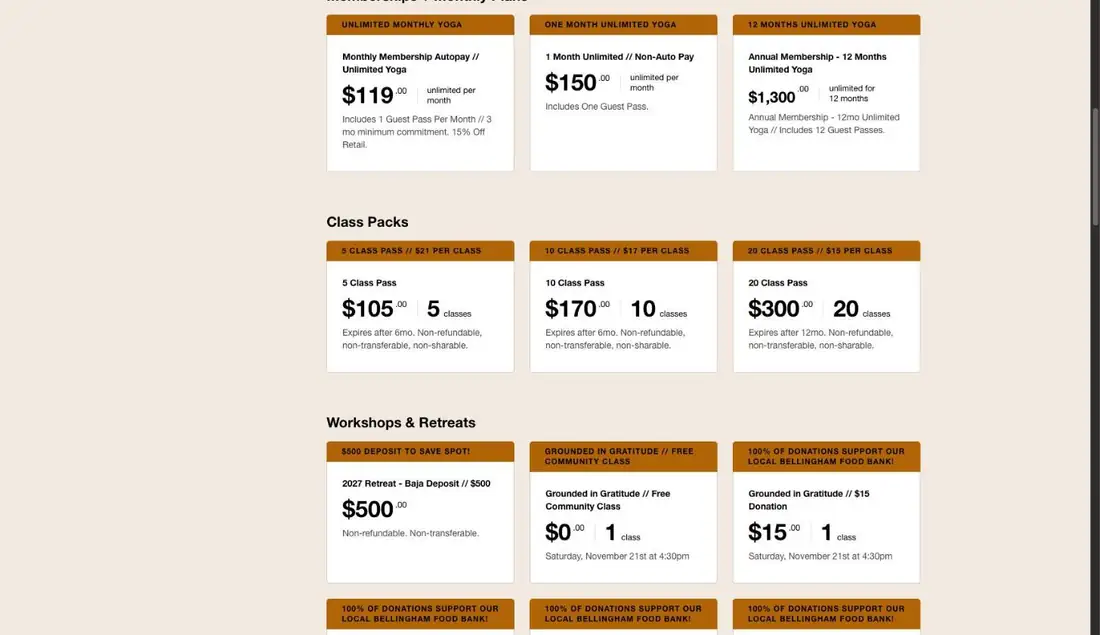 UNLIMITED MONTHLY YOGA
Monthly Membership Autopay //
Unlimited Yoga
$119.00 unlimited per
month
Includes 1 Guest Pass Per Month // 3
mo minimum commitment. 15% Off
Retail.
ONE MONTH UNLIMITED YOGA
1 Month Unlimited // Non-Auto Pay
$150.00 unlimited per
month
Includes One Guest Pass.
12 MONTHS UNLIMITED YOGA
Annual Membership - 12 Months
Unlimited Yoga
$1,300.00 unlimited for
12 months
Annual Membership - 12mo Unlimited
Yoga // Includes 12 Guest Passes.
Class Packs
5 CLASS PASS // $21 PER CLASS
5 Class Pass
$105.00 5 classes
Expires after 6mo. Non-refundable,
non-transferable, non-sharable.
10 CLASS PASS // $17 PER CLASS
10 Class Pass
$170.00 10 classes
Expires after 6mo. Non-refundable,
non-transferable, non-sharable.
20 CLASS PASS // $15 PER CLASS
20 Class Pass
$300.00 20 classes
Expires after 12mo. Non-refundable,
non-transferable, non-sharable.
Workshops & Retreats
$500 DEPOSIT TO SAVE SPOT!
2027 Retreat - Baja Deposit // $500
$500.00
Non-refundable. Non-transferable.
GROUNDED IN GRATITUDE // FREE
COMMUNITY CLASS
Grounded in Gratitude // Free
Community Class
$0.00 1 class
Saturday, November 21st at 4:30pm
100% OF DONATIONS SUPPORT OUR
LOCAL BELLINGHAM FOOD BANK!
Grounded in Gratitude // $15
Donation
$15.00 1 class
Saturday, November 21st at 4:30pm
100% OF DONATIONS SUPPORT OUR
LOCAL BELLINGHAM FOOD BANK!
100% OF DONATIONS SUPPORT OUR
LOCAL BELLINGHAM FOOD BANK!
100% OF DONATIONS SUPPORT OUR
LOCAL BELLINGHAM FOOD BANK!